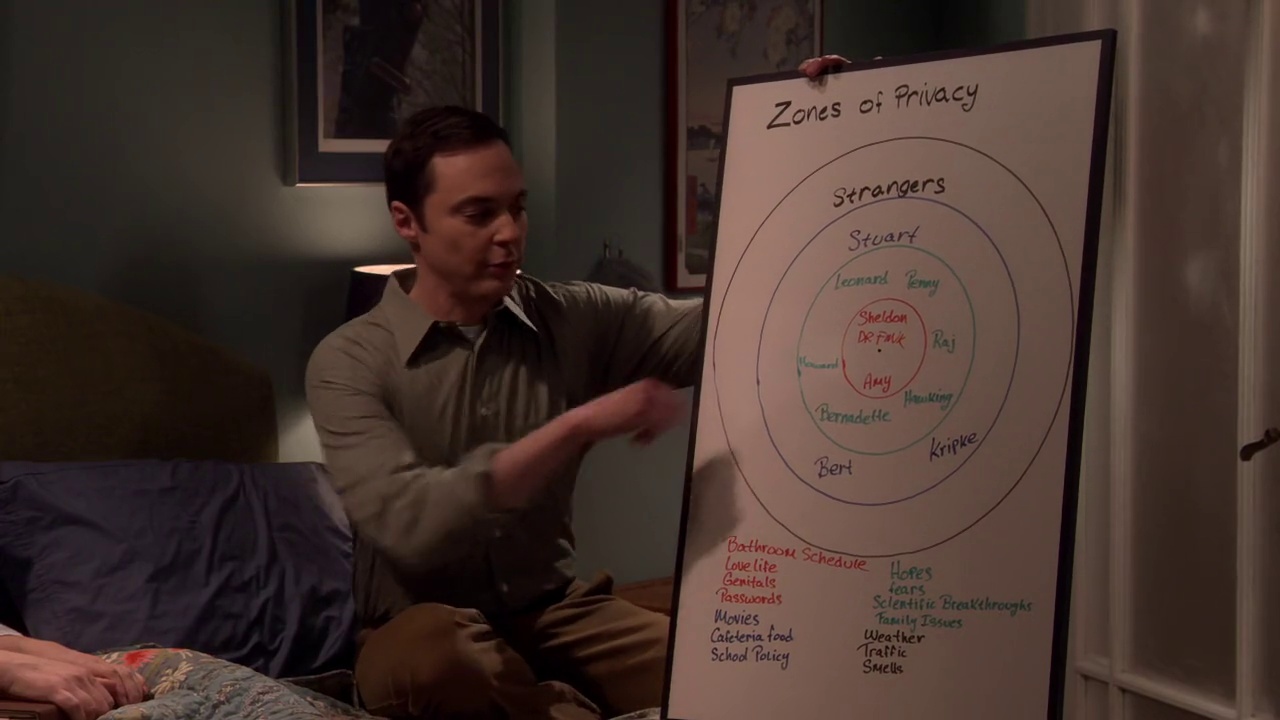 Zones of Privacy
Strangers
Stuart
Leonard Penny
Sheldon
DR. Fink
Raj
Howard
Amy
Hawking
Bernadette
Kripke
Bert
Bathroom Schedule
Love life
Genitals
Passwords
Movies
Cafeteria food
School Policy
Hopes
fears
Scientific Breakthroughs
Family Issues
Weather
Traffic
Smells